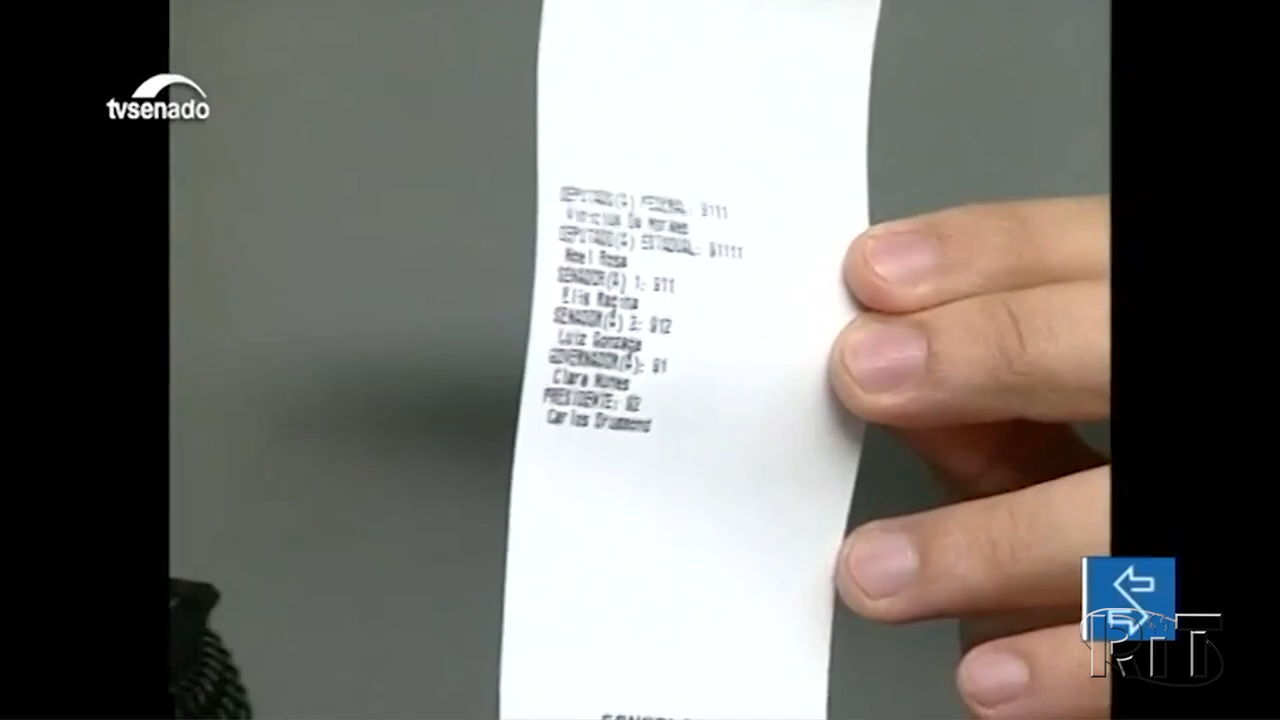 tvsenado
DEPUTADO(A) FEDERAL: 9111
Vinicius De Moraes
DEPUTADO(A) ESTADUAL: 91111
Noel Rosa
SENADOR(A) 1: 911
Elis Regina
SENADOR(A) 2: 912
Luiz Gonzaga
GOVERNADOR(A): 91
Clara Nunes
PRESIDENTE: 92
Carlos Drummond
RIT